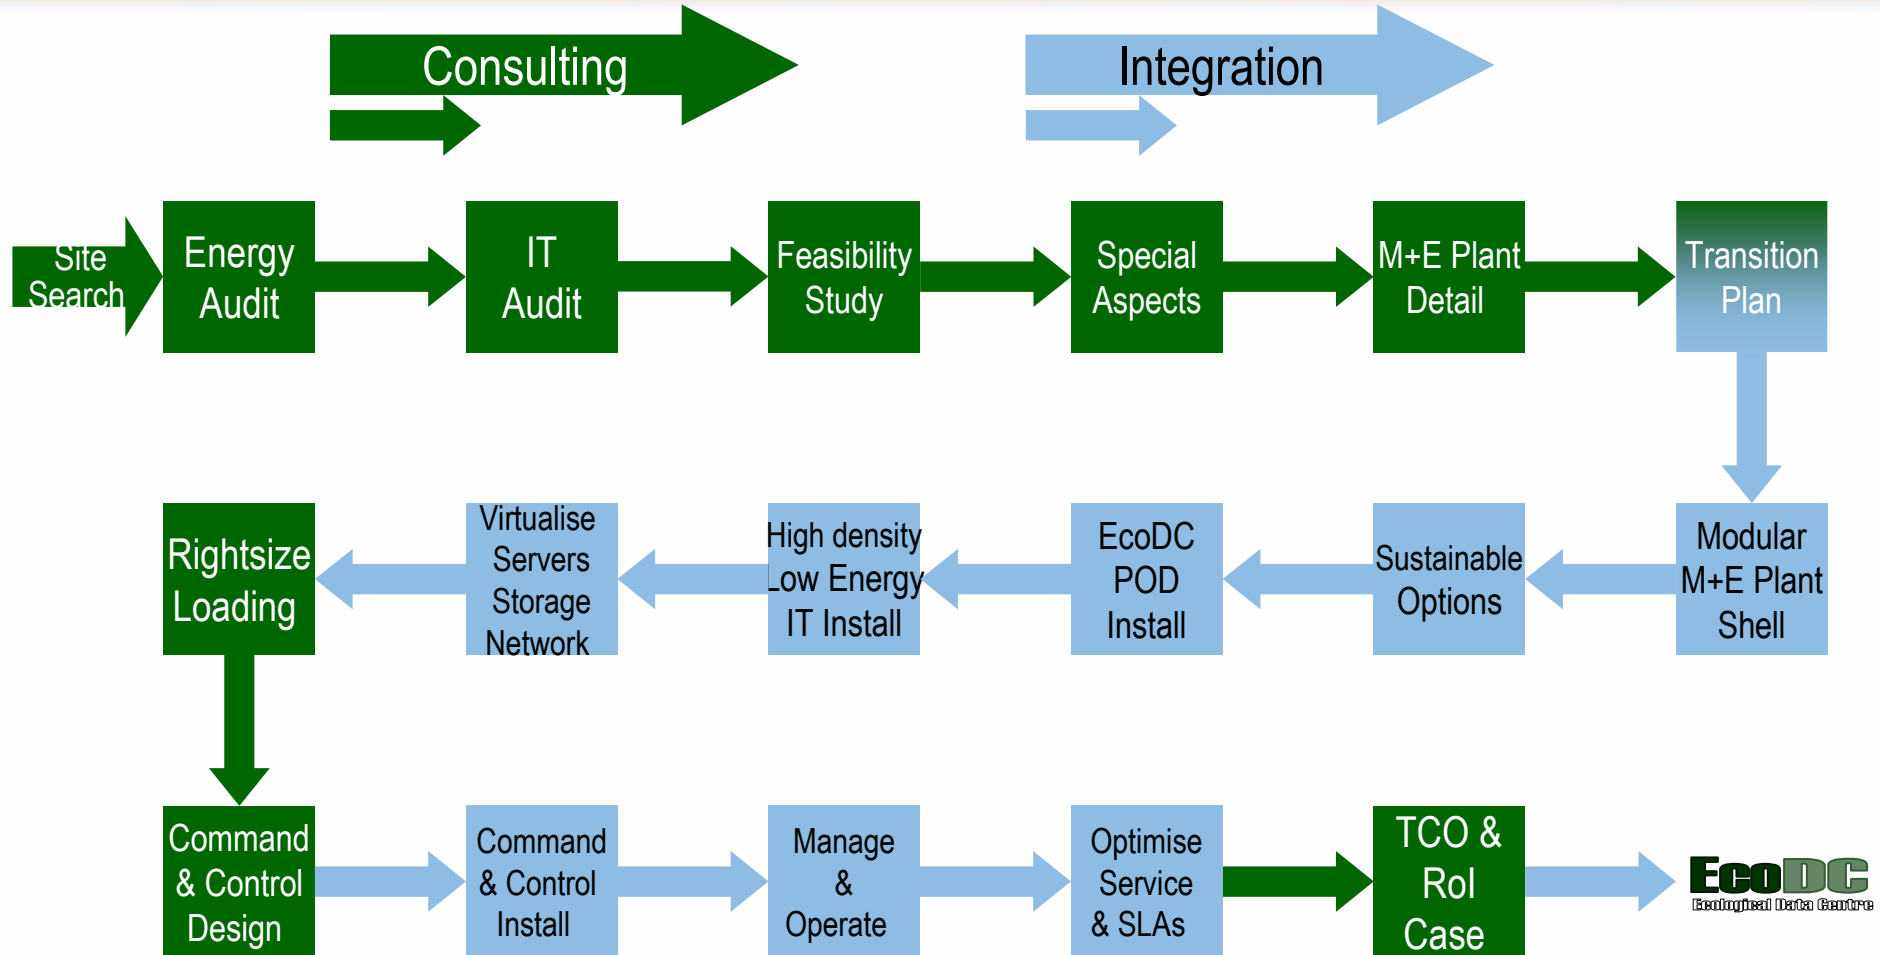 Consulting
Integration
Site
Search
Energy
Audit
IT
Audit
Feasibility
Study
Special
Aspects
M+E Plant
Detail
Transition
Plan
Rightsize
Loading
Virtualise
Servers
Storage
Network
High density
Low Energy
IT Install
EcoDC
POD
Install
Sustainable
Options
Modular
M+E Plant
Shell
Command
& Control
Design
Command
& Control
Install
Manage
&
Operate
Optimise
Service
& SLAs
TCO &
RoI
Case
EcoDC
Ecological Data Centre